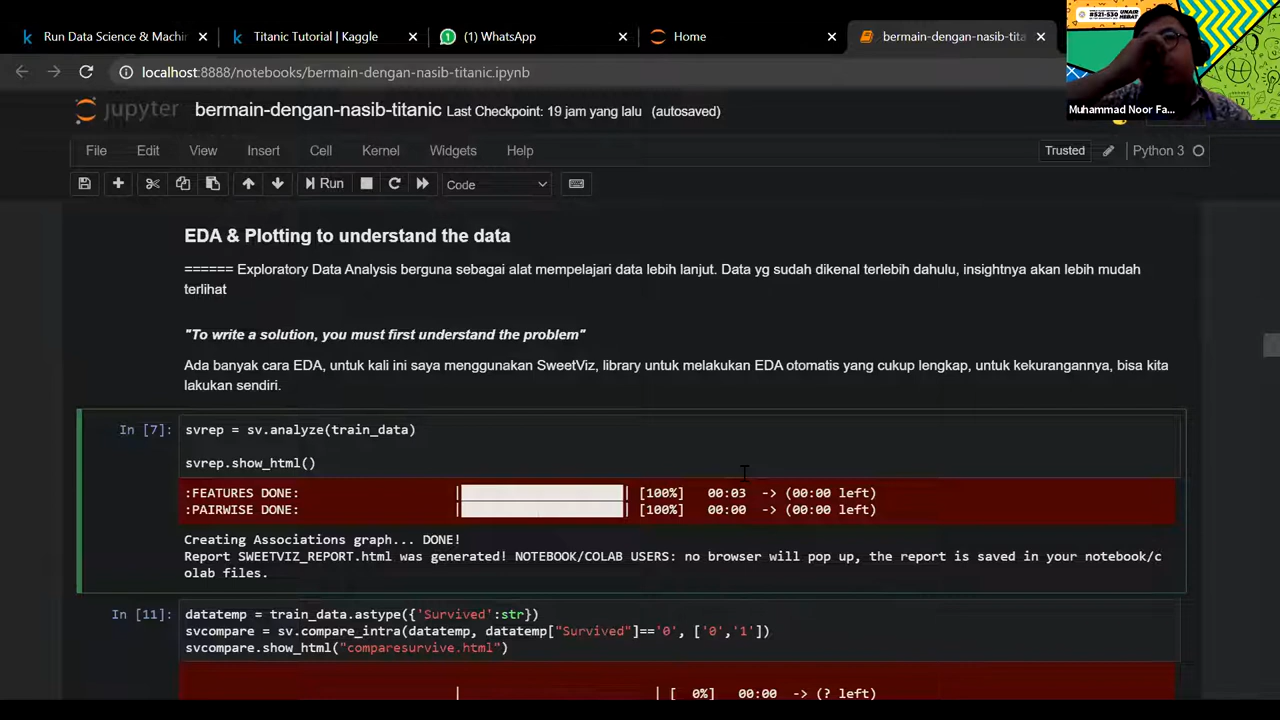 Run Data Science & Machin
Titanic Tutorial | Kaggle
(1) WhatsApp
Home
bermain-dengan-nasib-tita
#521-530
UNAIR
HEBAT
localhost:8888/notebooks/bermain-dengan-nasib-titanic.ipynb
Muhammad Noor Fa...
jupyter bermain-dengan-nasib-titanic Last Checkpoint: 19 jam yang lalu (autosaved)
File Edit View Insert Cell Kernel Widgets Help Trusted Python 3
Run Code
EDA & Plotting to understand the data
====== Exploratory Data Analysis berguna sebagai alat mempelajari data lebih lanjut. Data yg sudah dikenal terlebih dahulu, insightnya akan lebih mudah
terlihat
"To write a solution, you must first understand the problem"
Ada banyak cara EDA, untuk kali ini saya menggunakan SweetViz, library untuk melakukan EDA otomatis yang cukup lengkap, untuk kekurangannya, bisa kita
lakukan sendiri.
In [7]: svrep = sv.analyze(train_data)
svrep.show_html()
:FEATURES DONE: | | [100%] 00:03 -> (00:00 left)
:PAIRWISE DONE: | | [100%] 00:00 -> (00:00 left)
Creating Associations graph... DONE!
Report SWEETVIZ_REPORT.html was generated! NOTEBOOK/COLAB USERS: no browser will pop up, the report is saved in your notebook/c
olab files.
In [11]: datatemp = train_data.astype({'Survived':str})
svcompare = sv.compare_intra(datatemp, datatemp["Survived"]=='0', ['0','1'])
svcompare.show_html("comparesurvive.html")
| | [ 0%] 00:00 -> (? left)